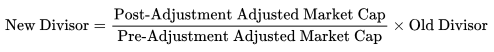 New Divisor = Post-Adjustment Adjusted Market Cap / Pre-Adjustment Adjusted Market Cap × Old Divisor